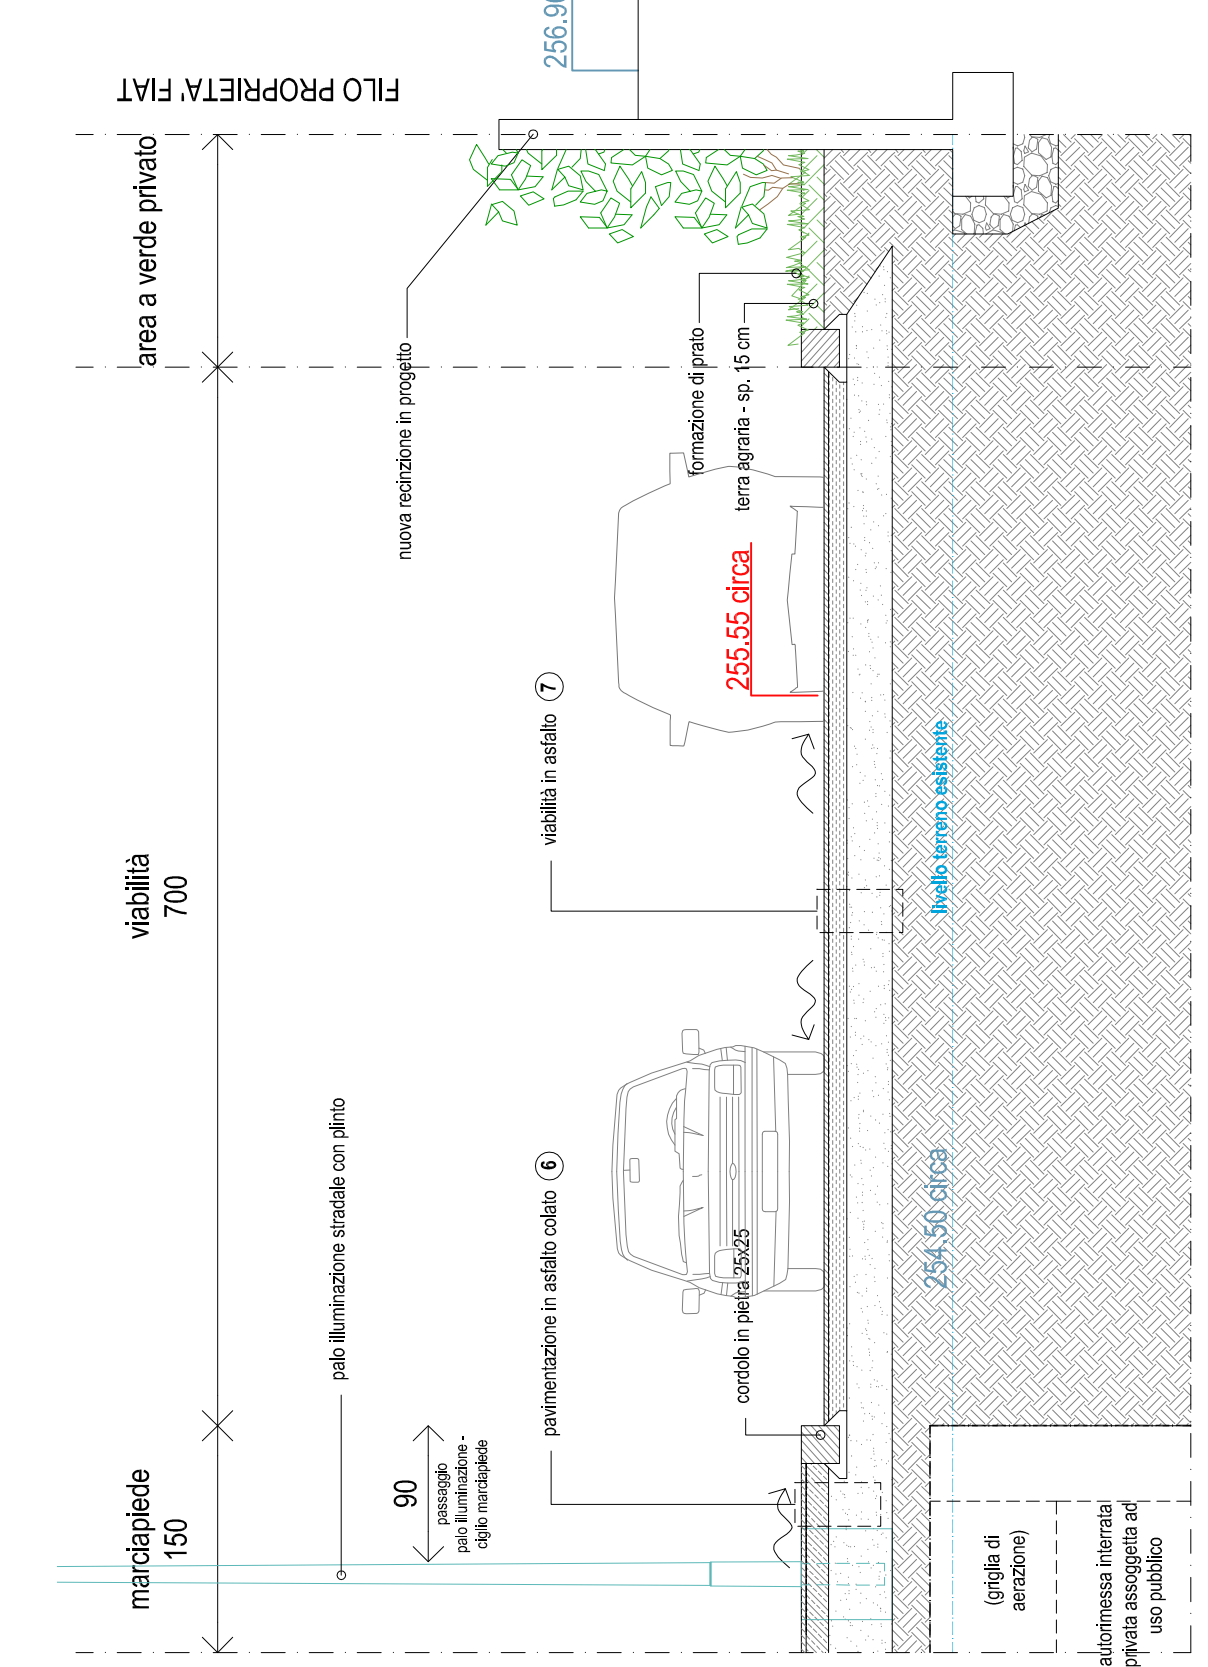 FILO PROPRIETA' FIAT
marciapiede
150
viabilità
700
area a verde privato
palo illuminazione stradale con plinto
90
passaggio
palo illuminazione -
ciglio marciapiede
nuova recinzione in progetto
pavimentazione in asfalto colato 6
viabilità in asfalto 7
256.90
formazione di prato
cordolo in pietra 25x25
255.55 circa
terra agraria - sp. 15 cm
254.50 circa
livello terreno esistente
(griglia di
aerazione)
autorimessa interrata
privata assoggetta ad
uso pubblico